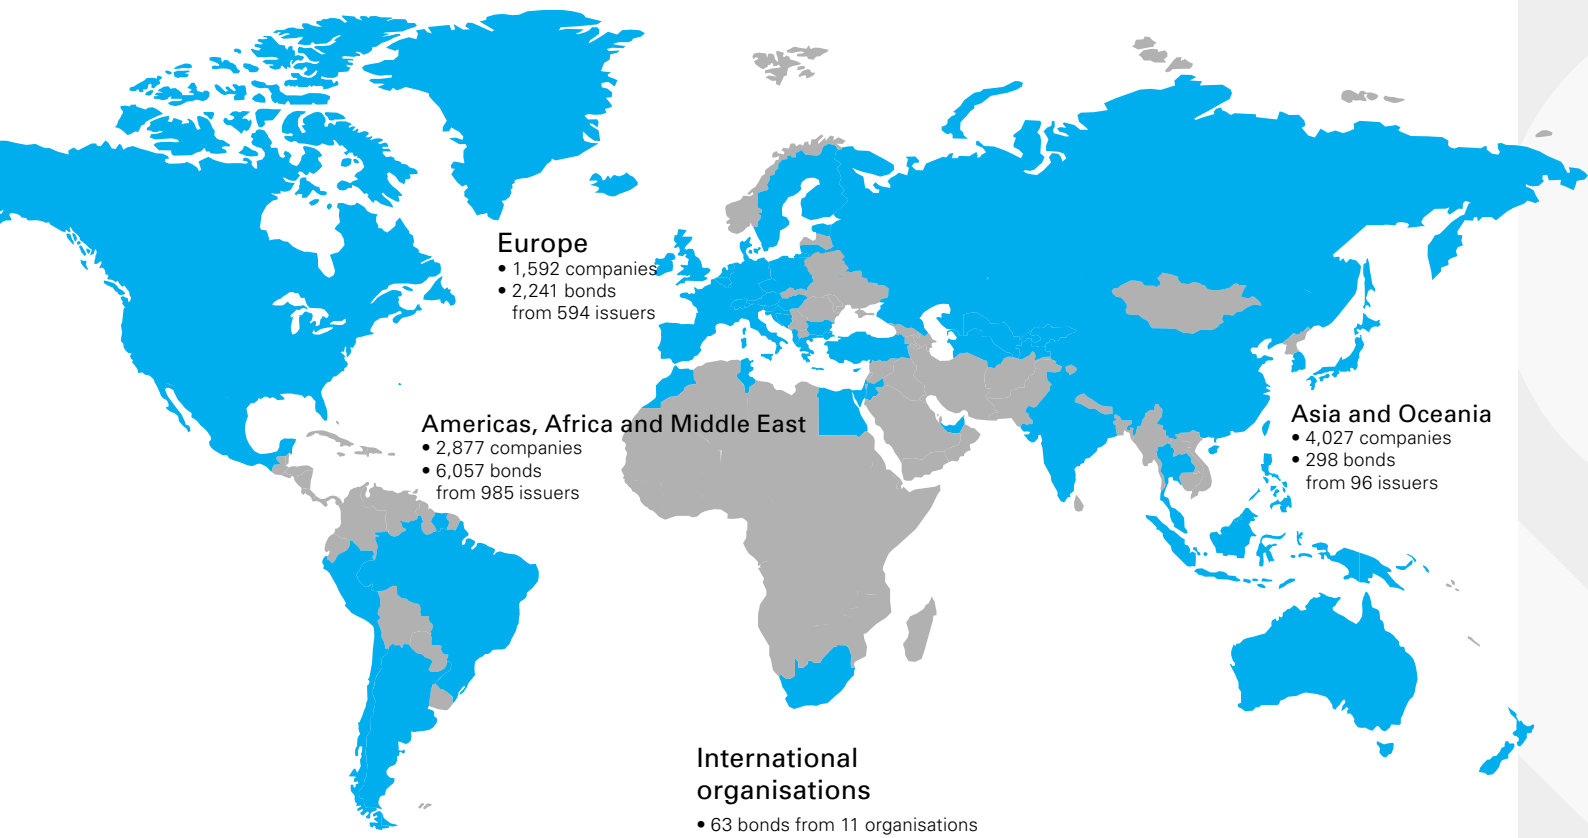 Europe
• 1,592 companies
• 2,241 bonds
from 594 issuers
Americas, Africa and Middle East
• 2,877 companies
• 6,057 bonds
from 985 issuers
Asia and Oceania
• 4,027 companies
• 298 bonds
from 96 issuers
International
organisations
• 63 bonds from 11 organisations